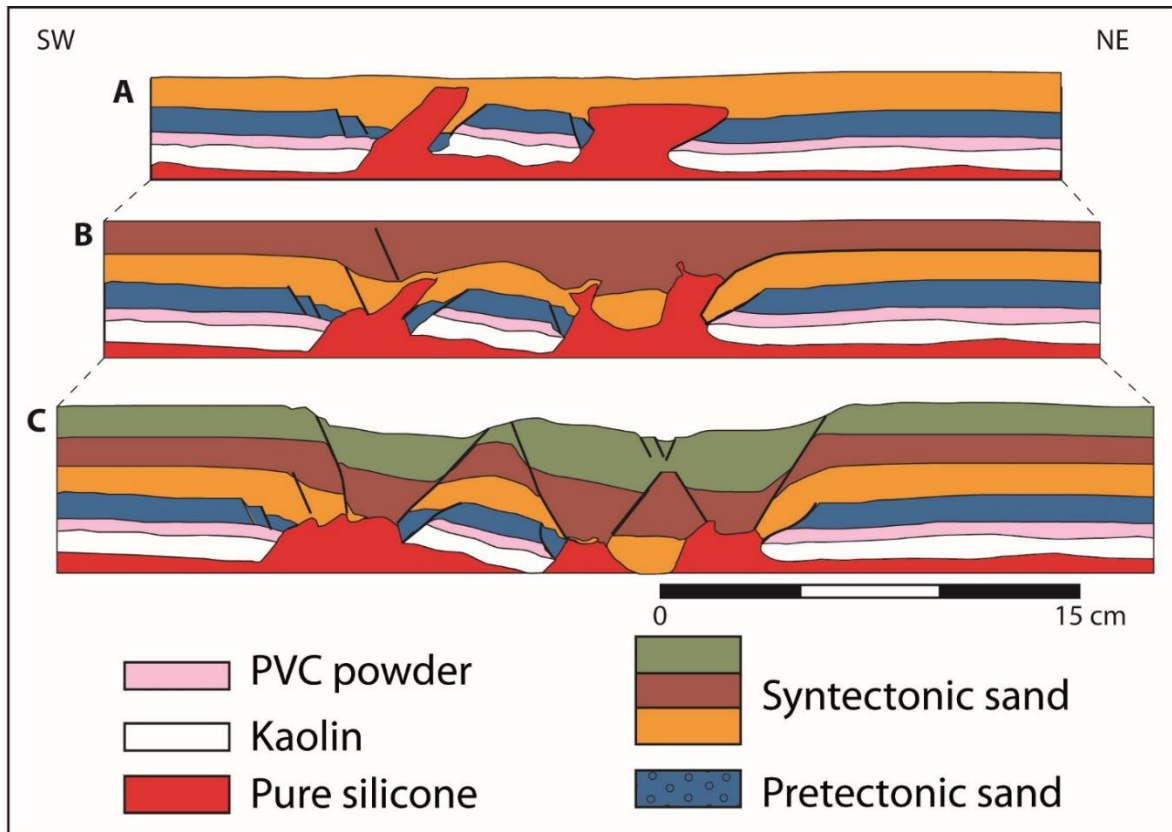 SW
NE
A
B
C
0
15 cm
PVC powder
Kaolin
Pure silicone
Syntectonic sand
Pretectonic sand